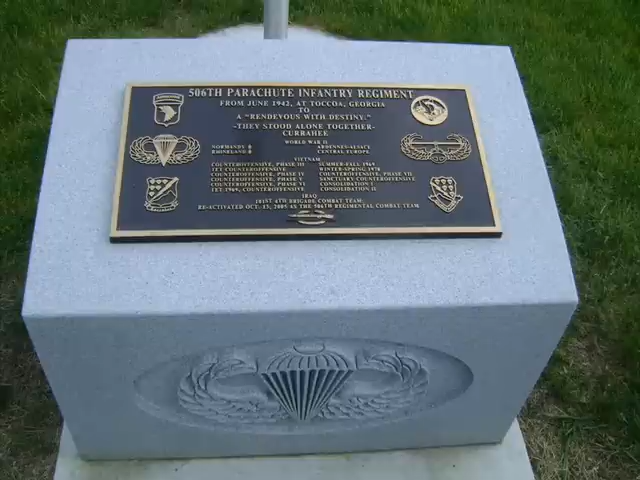 506TH PARACHUTE INFANTRY REGIMENT
FROM JUNE 1942, AT TOCCOA, GEORGIA
TO
A "RENDEVOUS WITH DESTINY."
-THEY STOOD ALONE TOGETHER-
CURRAHEE
WORLD WAR II
NORMANDY ARDENNES-ALSACE
RHINELAND CENTRAL EUROPE
VIETNAM
COUNTEROFFENSIVE, PHASE III SUMMER-FALL 1969
TET COUNTEROFFENSIVE WINTER-SPRING 1970
COUNTEROFFENSIVE, PHASE IV COUNTEROFFENSIVE, PHASE VII
COUNTEROFFENSIVE, PHASE V SANCTUARY COUNTEROFFENSIVE
COUNTEROFFENSIVE, PHASE VI CONSOLIDATION I
TET 1969, COUNTEROFFENSIVE CONSOLIDATION II
IRAQ
101ST 4TH BRIGADE COMBAT TEAM
RE-ACTIVATED OCT. 15, 2005 AS THE 506TH REGIMENTAL COMBAT TEAM